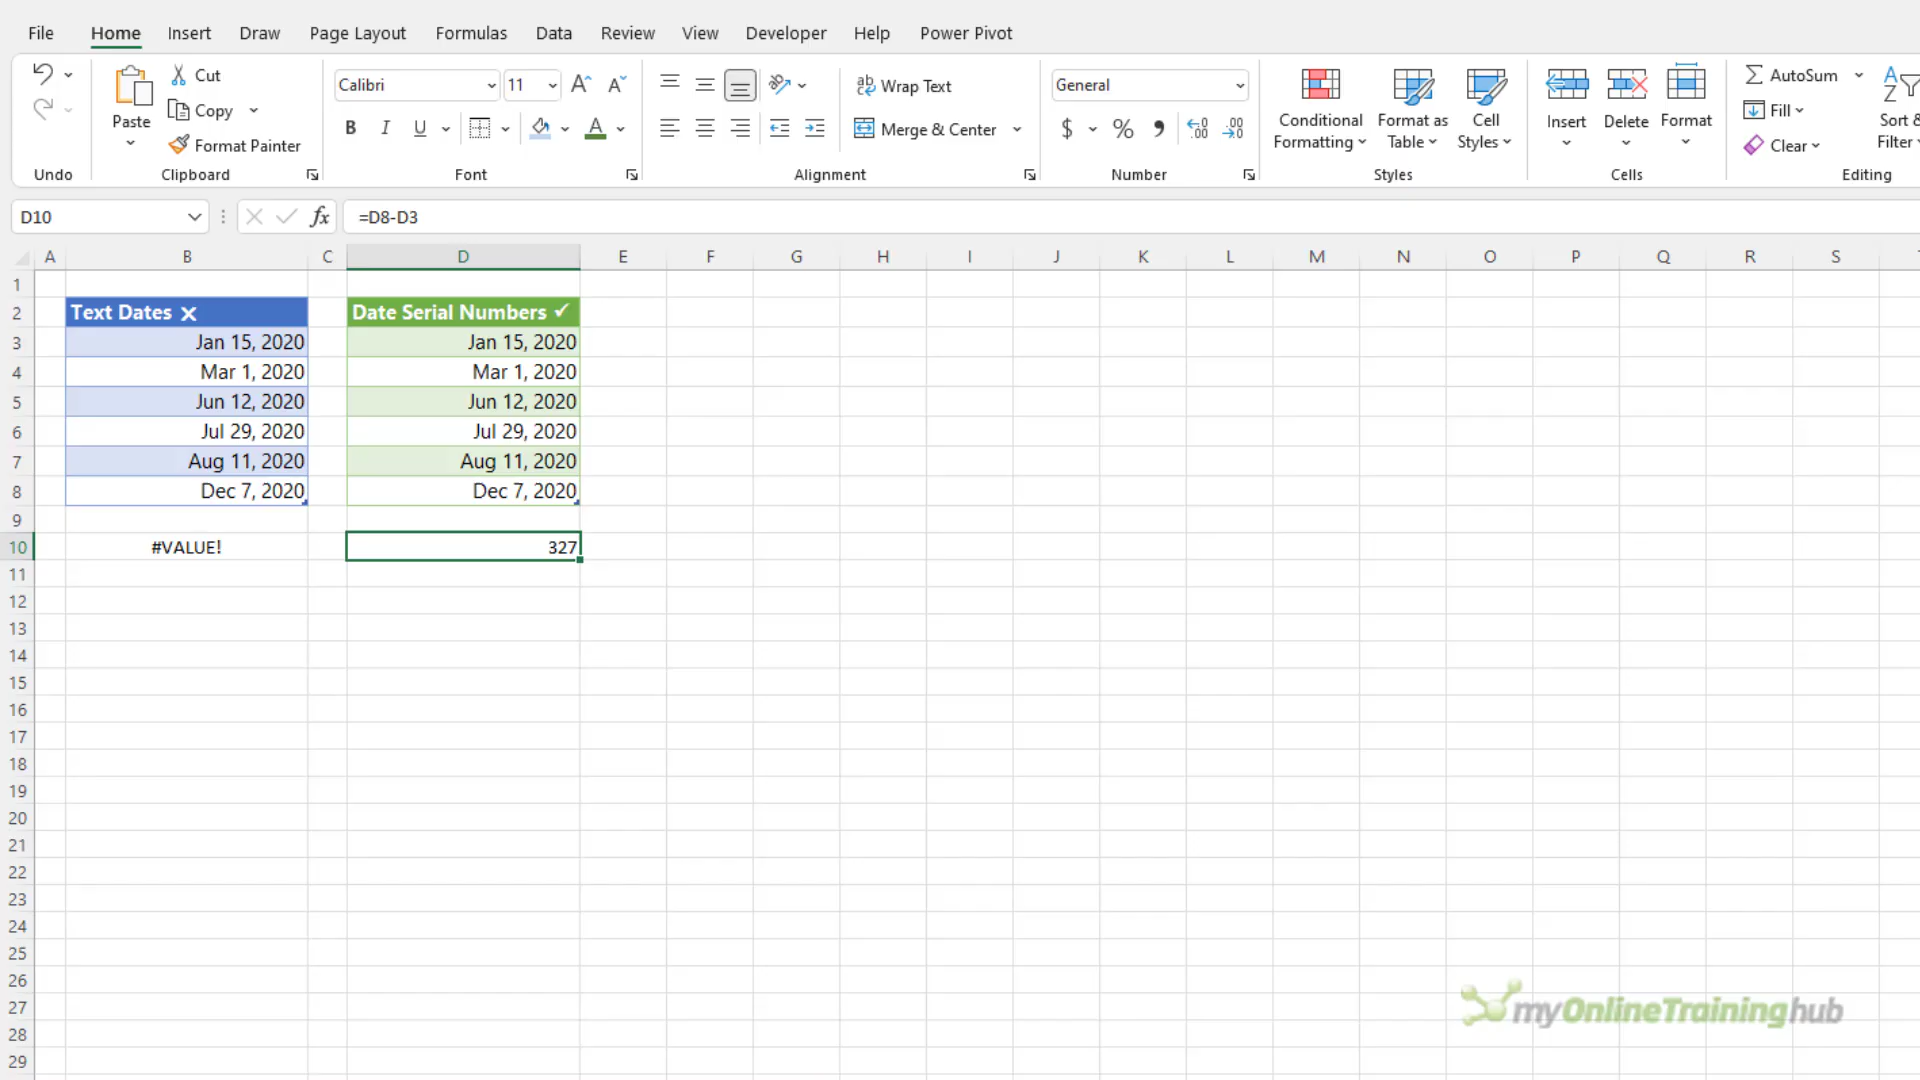 File Home Insert Draw Page Layout Formulas Data Review View Developer Help Power Pivot
Undo
Paste
Cut
Copy
Format Painter
Clipboard
Calibri 11 A A
B I U A
Font
Wrap Text
Merge & Center
Alignment
General
$ % , .00 .00
Number
Conditional Formatting
Format as Table
Cell Styles
Styles
Insert
Delete
Format
Cells
AutoSum
Fill
Clear
Sort &
Filter
Editing
D10 fx =D8-D3
A B C D E F G H I J K L M N O P Q R S
1
2 Text Dates ✕ Date Serial Numbers ✓
3 Jan 15, 2020 Jan 15, 2020
4 Mar 1, 2020 Mar 1, 2020
5 Jun 12, 2020 Jun 12, 2020
6 Jul 29, 2020 Jul 29, 2020
7 Aug 11, 2020 Aug 11, 2020
8 Dec 7, 2020 Dec 7, 2020
9
10 #VALUE! 327
11
12
13
14
15
16
17
18
19
20
21
22
23
24
25
26
27
28
29
myOnlineTraininghub